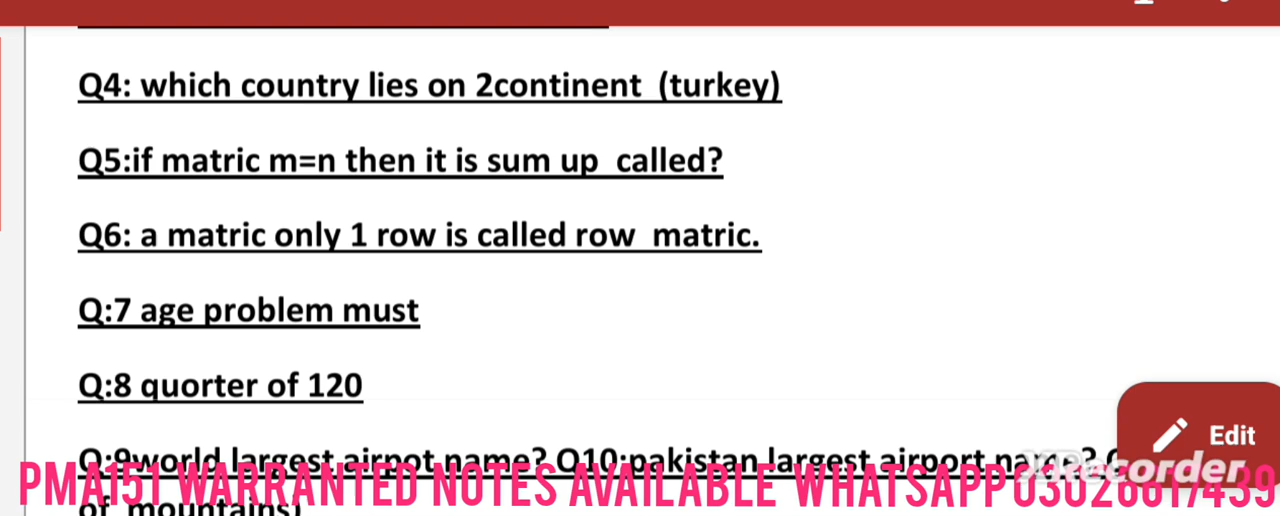 Q4: which country lies on 2continent (turkey)
Q5:if matric m=n then it is sum up called?
Q6: a matric only 1 row is called row matric.
Q:7 age problem must
Q:8 quorter of 120
Edit
Q:9world largest airpot name? Q10:pakistan largest airport
XRecorder
PMA151 WARRANTED NOTES AVAILABLE WHATSAPP
of mountains)